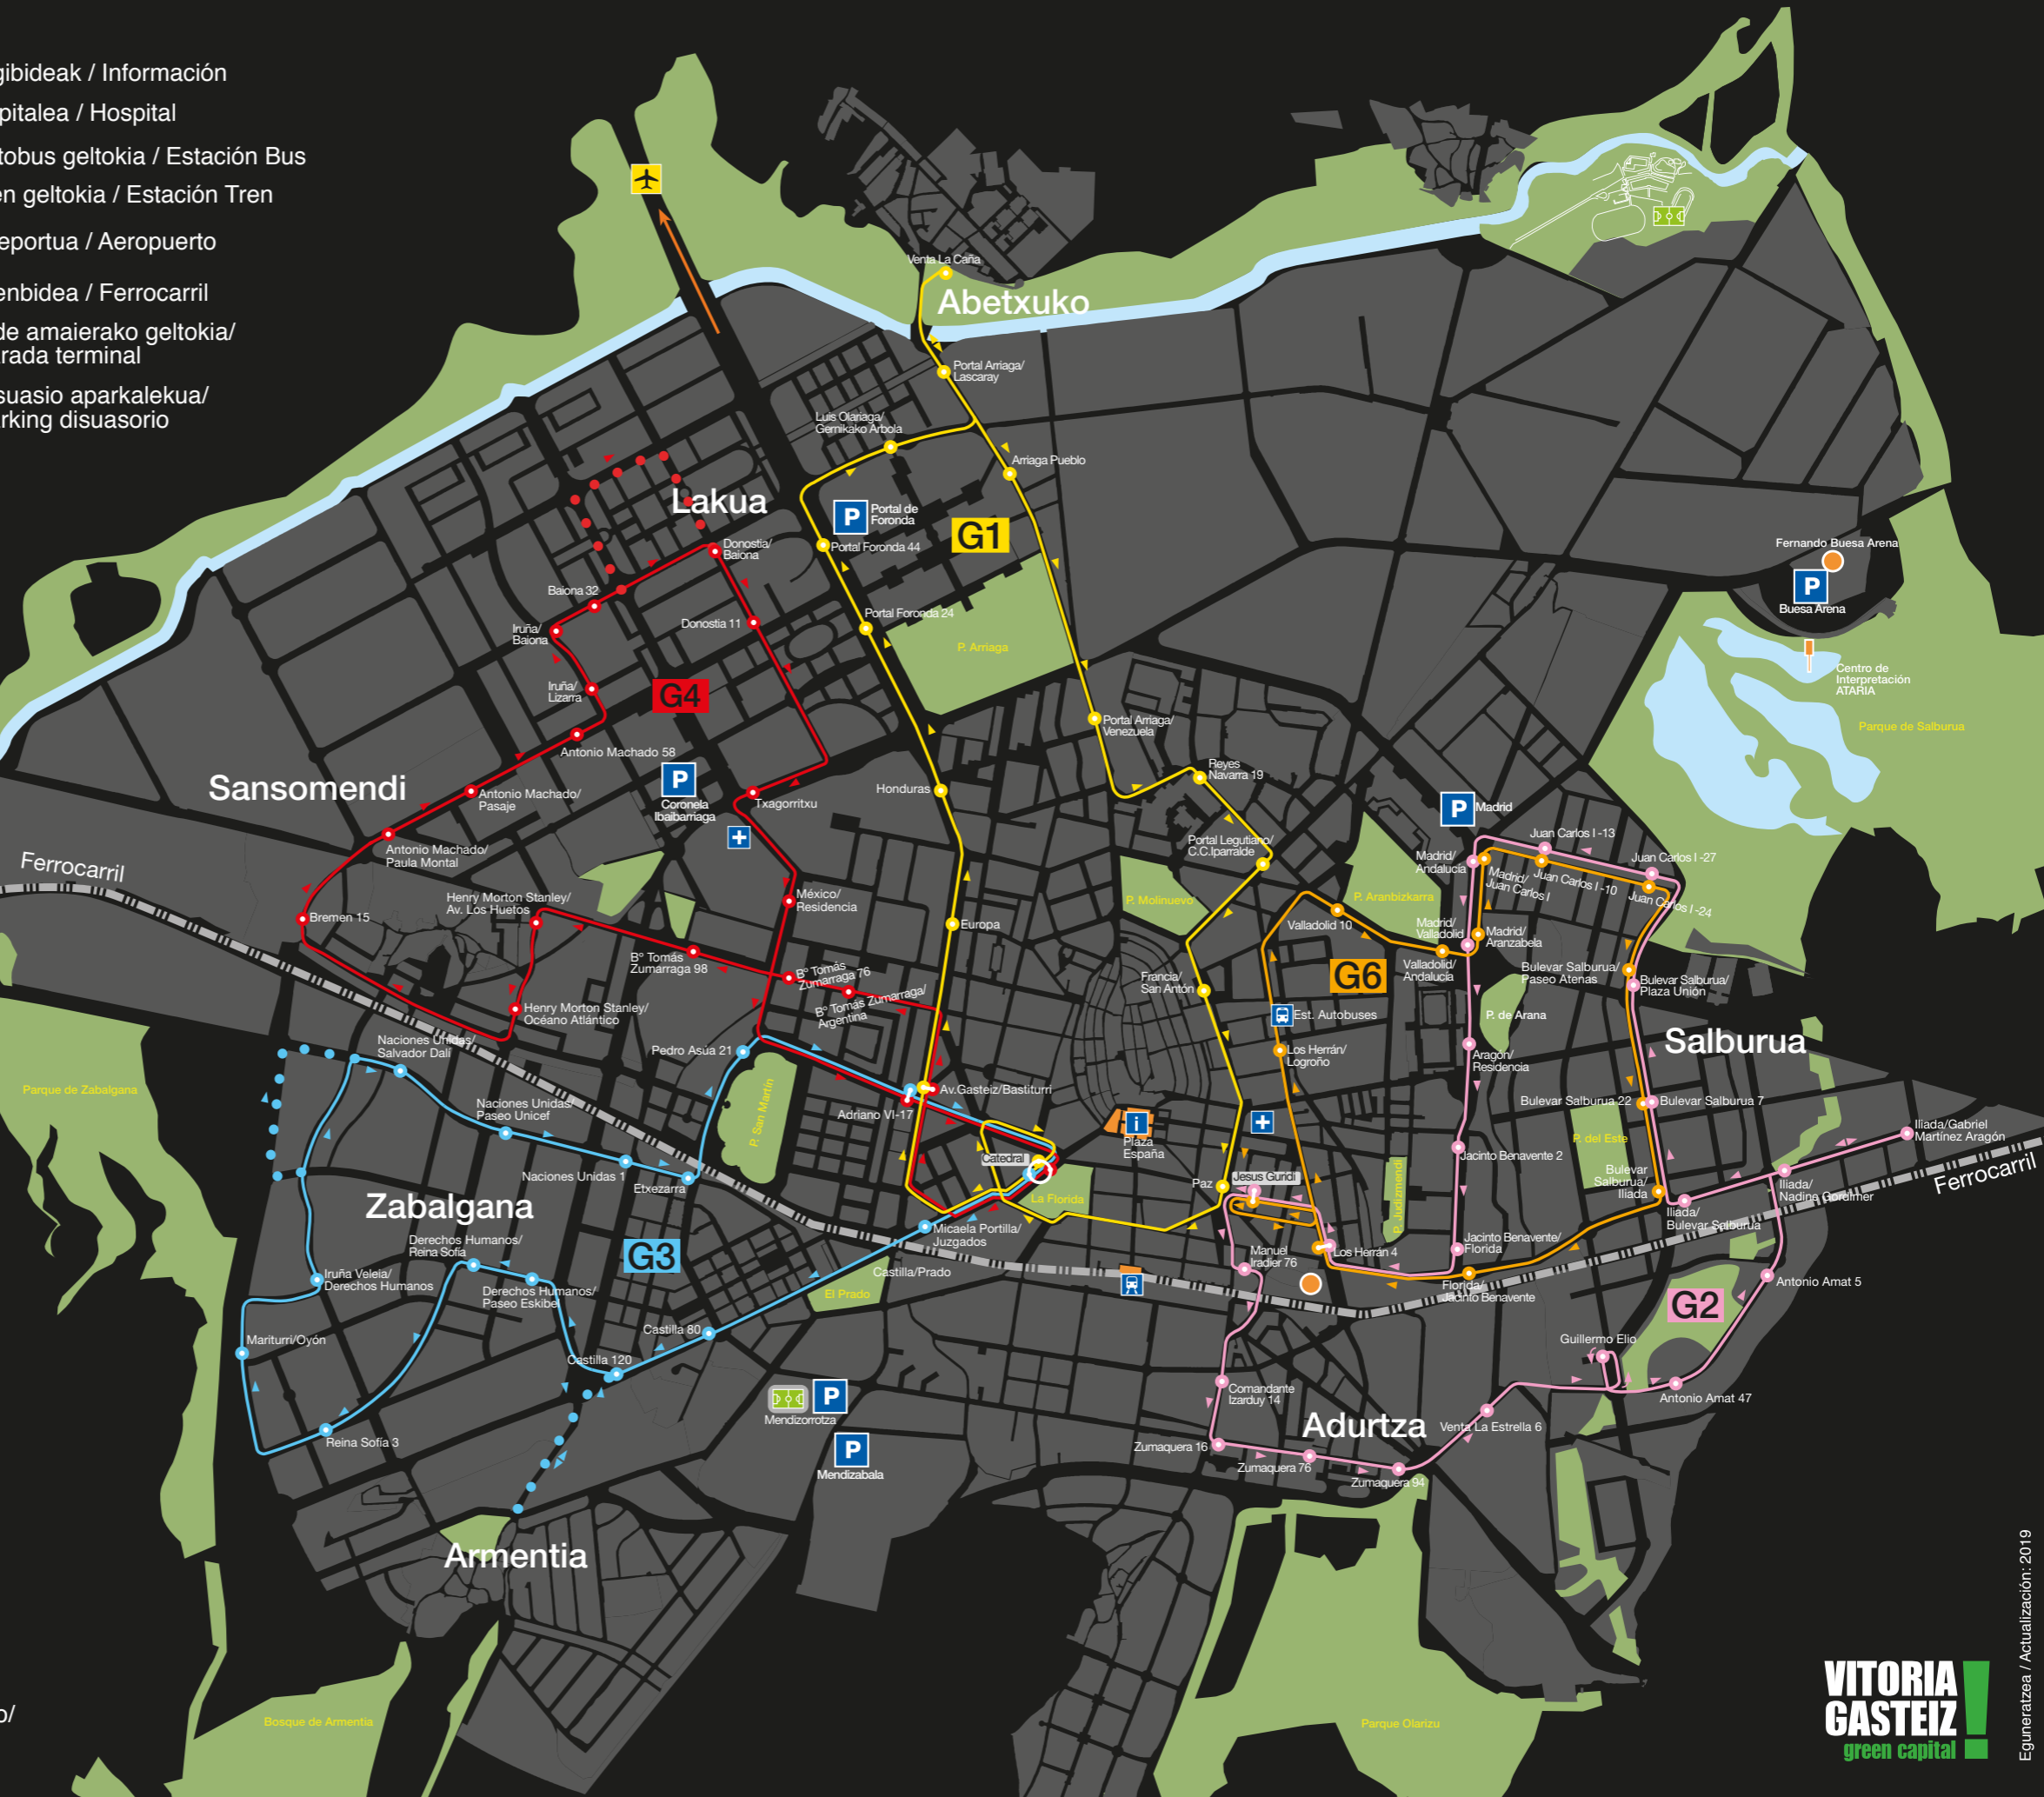 gibideak / Información
pitalea / Hospital
tobus geltokia / Estación Bus
en geltokia / Estación Tren
eportua / Aeropuerto
enbidea / Ferrocarril
de amaierako geltokia/
rada terminal
suasio aparkalekua/
arking disuasorio
Venta La Caña
Abetxuko
Portal Arriaga/
Lascaray
Luis Olariaga/
Gernikako Arbola
Arriaga Pueblo
Lakua
P
Portal de
Foronda
G1
Donostia/
Baiona
Portal Foronda 44
Fernando Buesa Arena
P
Buesa Arena
Baiona 32
Iruña/
Baiona
Donostia 11
Portal Foronda 24
P. Arriaga
Centro de
Interpretación
ATARIA
Parque de Salburua
Iruña/
Lizarra
G4
Portal Arriaga/
Venezuela
Antonio Machado 58
Sansomendi
Antonio Machado/
Pasaje
P
Coronela
Ibaibarriaga
Txagorritxu
Honduras
Reyes
Navarra 19
P
Madrid
Antonio Machado/
Paula Montal
Ferrocarril
Portal Legutiano/
C.C.Iparralde
Juan Carlos I -13
Juan Carlos I -27
Madrid/
Andalucía
Madrid/
Juan Carlos I
Juan Carlos I -10
Juan Carlos I -24
Bremen 15
Henry Morton Stanley/
Av. Los Huetos
México/
Residencia
Europa
P. Molinuevo
P. Aranbizkarra
Valladolid 10
Madrid/
Valladolid
Madrid/
Aranzabela
Bº Tomás
Zumarraga 98
Bº Tomás
Zumarraga 76
Bº Tomás Zumarraga/
Argentina
Francia/
San Antón
G6
Valladolid/
Andalucía
Bulevar Salburua/
Paseo Atenas
Bulevar Salburua/
Plaza Unión
Henry Morton Stanley/
Océano Atlántico
Est. Autobuses
P. de Arana
Salburua
Naciones Unidas/
Salvador Dalí
Pedro Asúa 21
Los Herrán/
Logroño
Aragón/
Residencia
Parque de Zabalgana
Naciones Unidas/
Paseo Unicef
P. San Martín
Av.Gasteiz/Bastiturri
Adriano VI-17
i
Plaza
España
Bulevar Salburua 22
Bulevar Salburua 7
P. del Este
Iliada/Gabriel
Martínez Aragón
Ferrocarril
Naciones Unidas 1
Etxezarra
Catedral
La Florida
Paz
Jesus Guridi
P. Judizmendi
Jacinto Benavente 2
Bulevar
Salburua/
Iliada
Iliada/
Nadine Gordimer
Iliada/
Bulevar Salburua
Zabalgana
Micaela Portilla/
Juzgados
Derechos Humanos/
Reina Sofía
G3
Castilla/Prado
Manuel
Iradier 76
Los Herrán 4
Jacinto Benavente/
Florida
Florida/
Jacinto Benavente
Iruña Veleia/
Derechos Humanos
Derechos Humanos/
Paseo Eskibel
El Prado
Antonio Amat 5
G2
Mariturri/Oyón
Castilla 80
Castilla 120
Guillermo Elio
P
Mendizorrotza
Comandante
Izarduy 14
Antonio Amat 47
Adurtza
Venta La Estrella 6
Reina Sofía 3
P
Mendizabala
Zumaquera 16
Zumaquera 76
Zumaquera 94
Armentia
o/
Bosque de Armentia
Parque Olarizu
VITORIA
GASTEIZ
green capital
Eguneratzea / Actualización: 2019